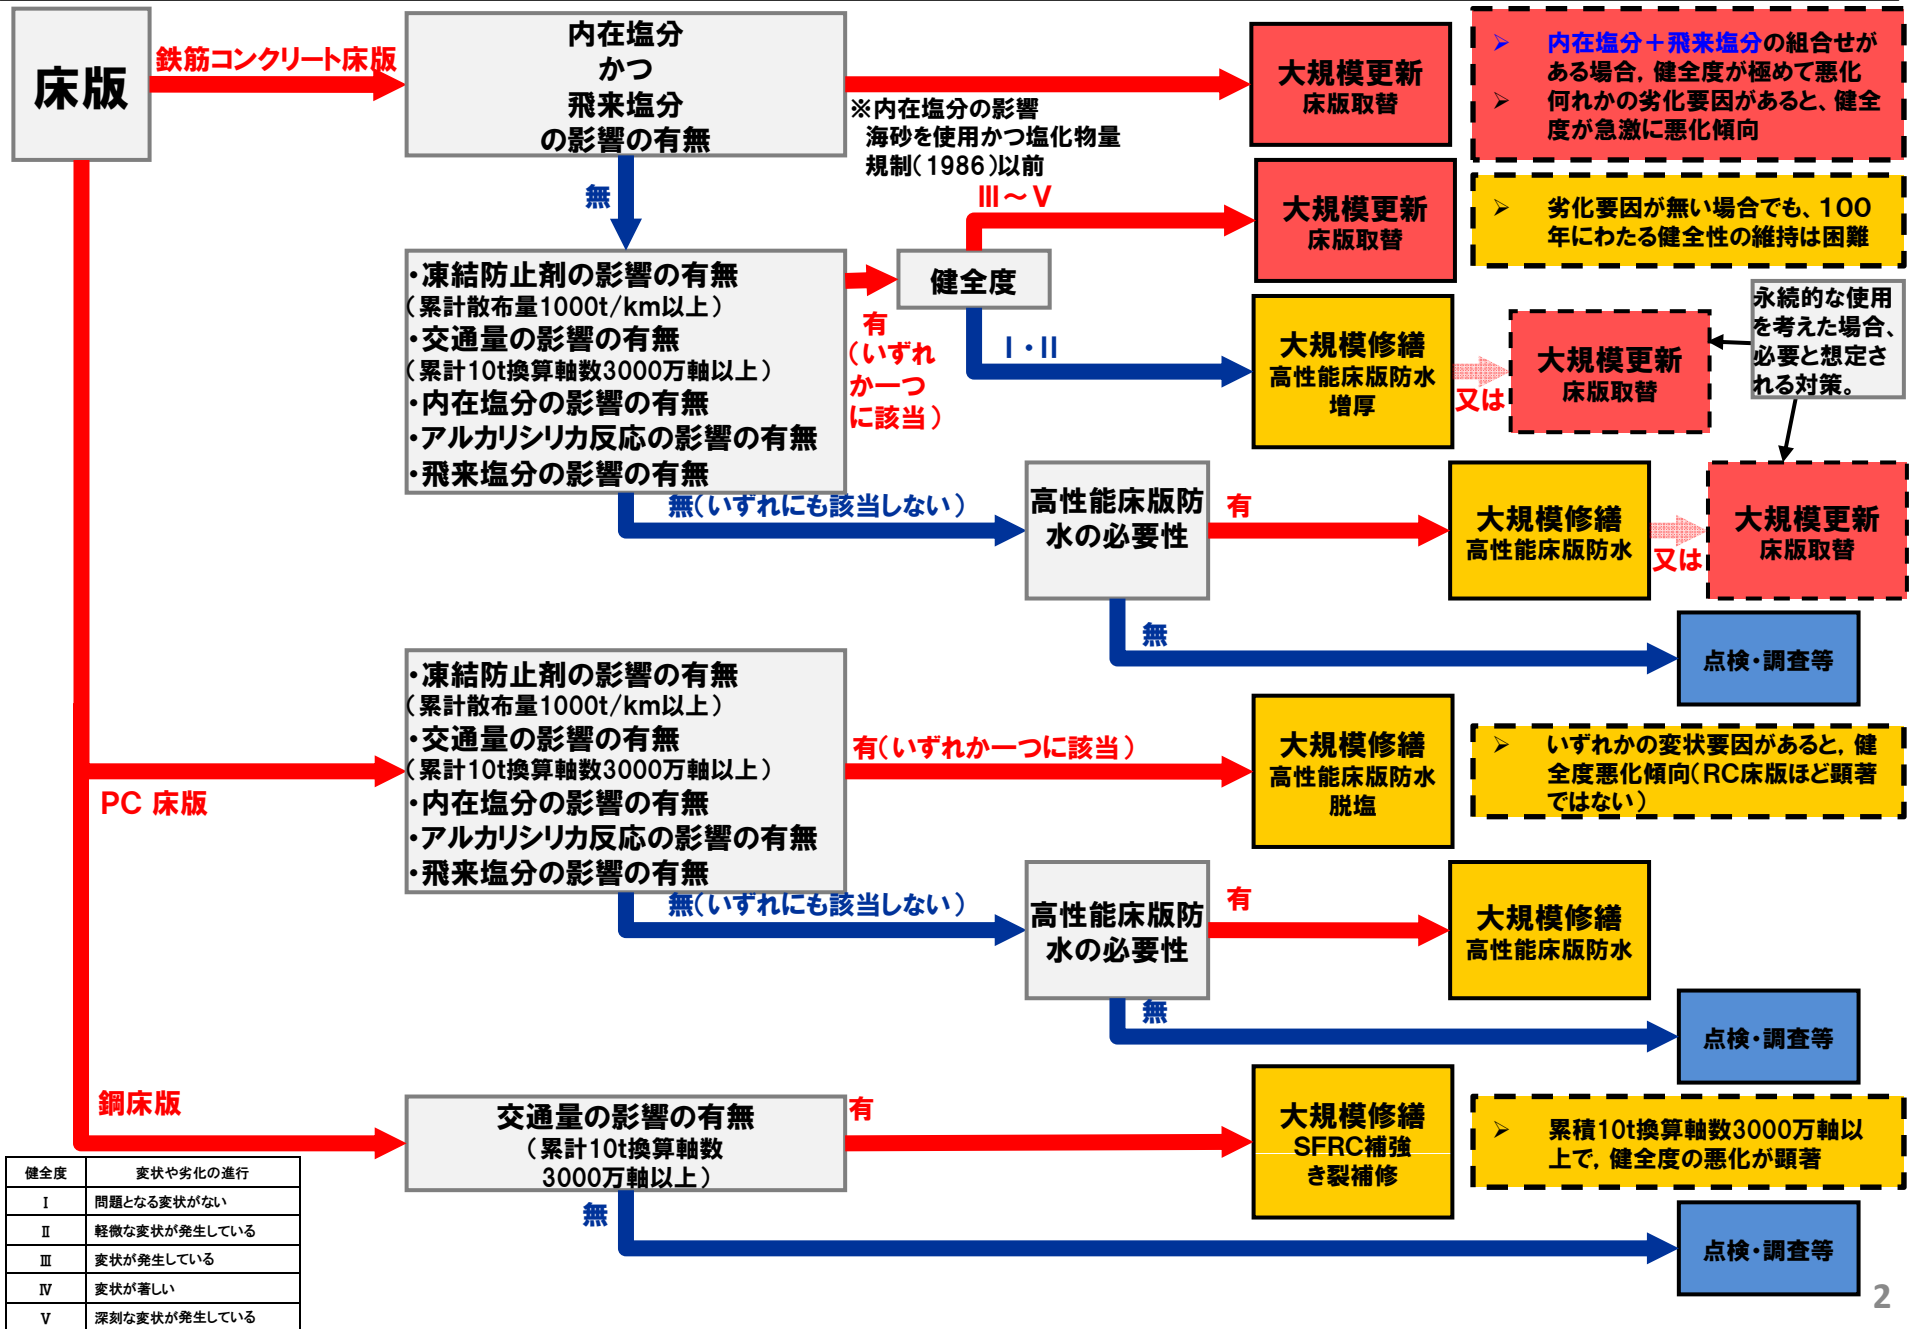 床版
鉄筋コンクリート床版
内在塩分
かつ
飛来塩分
の影響の有無
※内在塩分の影響
海砂を使用かつ塩化物量
規制(1986)以前
大規模更新
床版取替
➢ 内在塩分＋飛来塩分の組合せが
ある場合，健全度が極めて悪化
➢ 何れかの劣化要因があると、健全
度が急激に悪化傾向
無
Ⅲ～Ⅴ
大規模更新
床版取替
➢ 劣化要因が無い場合でも、100
年にわたる健全性の維持は困難
・凍結防止剤の影響の有無
（累計散布量1000t/km以上）
・交通量の影響の有無
（累計10t換算軸数3000万軸以上）
・内在塩分の影響の有無
・アルカリシリカ反応の影響の有無
・飛来塩分の影響の有無
有
（いずれ
か一つ
に該当）
健全度
Ⅰ・Ⅱ
大規模修繕
高性能床版防水
増厚
又は
大規模更新
床版取替
永続的な使用
を考えた場合、
必要と想定さ
れる対策。
無（いずれにも該当しない）
高性能床版防
水の必要性
有
大規模修繕
高性能床版防水
又は
大規模更新
床版取替
無
点検・調査等
PC 床版
・凍結防止剤の影響の有無
（累計散布量1000t/km以上）
・交通量の影響の有無
（累計10t換算軸数3000万軸以上）
・内在塩分の影響の有無
・アルカリシリカ反応の影響の有無
・飛来塩分の影響の有無
有（いずれか一つに該当）
大規模修繕
高性能床版防水
脱塩
➢ いずれかの変状要因があると，健
全度悪化傾向（RC床版ほど顕著
ではない）
無（いずれにも該当しない）
高性能床版防
水の必要性
有
大規模修繕
高性能床版防水
無
点検・調査等
鋼床版
交通量の影響の有無
（累計10t換算軸数
3000万軸以上）
有
大規模修繕
SFRC補強
き裂補修
➢ 累積10t換算軸数3000万軸以
上で，健全度の悪化が顕著
無
点検・調査等
健全度 変状や劣化の進行
Ⅰ 問題となる変状がない
Ⅱ 軽微な変状が発生している
Ⅲ 変状が発生している
Ⅳ 変状が著しい
Ⅴ 深刻な変状が発生している
2